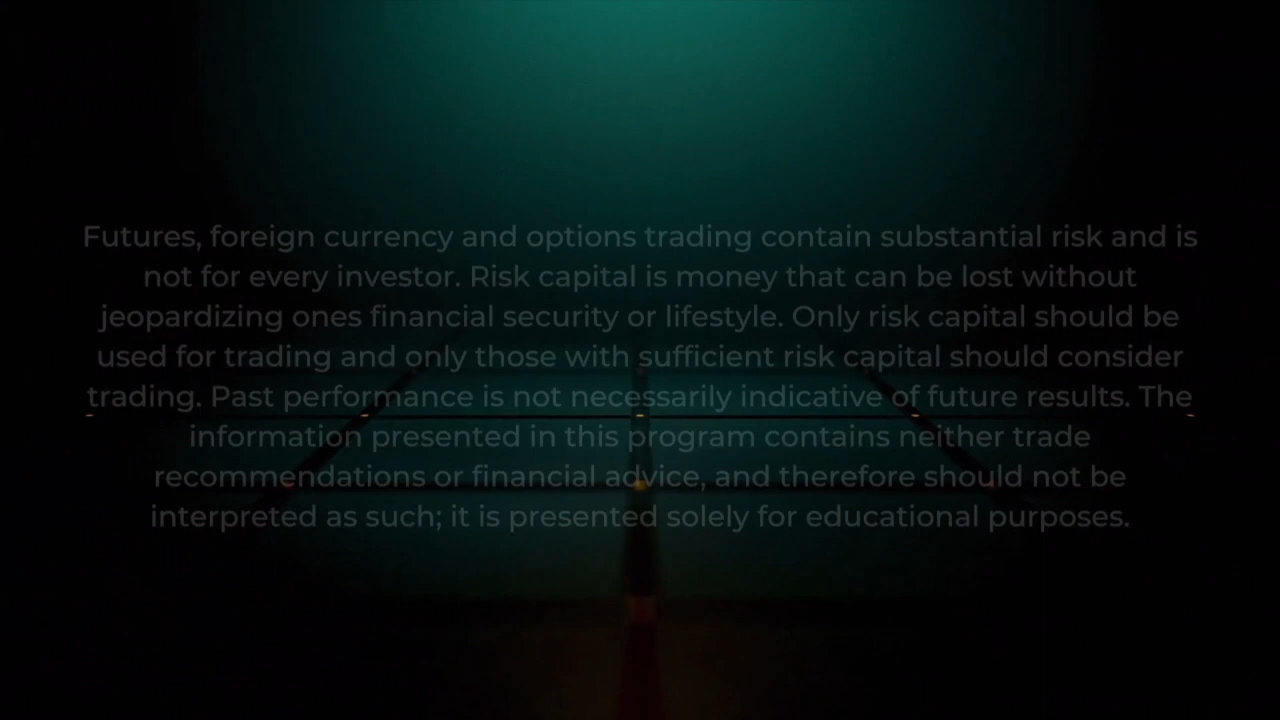 Futures, foreign currency and options trading contain substantial risk and is
not for every investor. Risk capital is money that can be lost without
jeopardizing ones financial security or lifestyle. Only risk capital should be
used for trading and only those with sufficient risk capital should consider
trading. Past performance is not necessarily indicative of future results. The
information presented in this program contains neither trade
recommendations or financial advice, and therefore should not be
interpreted as such; it is presented solely for educational purposes.